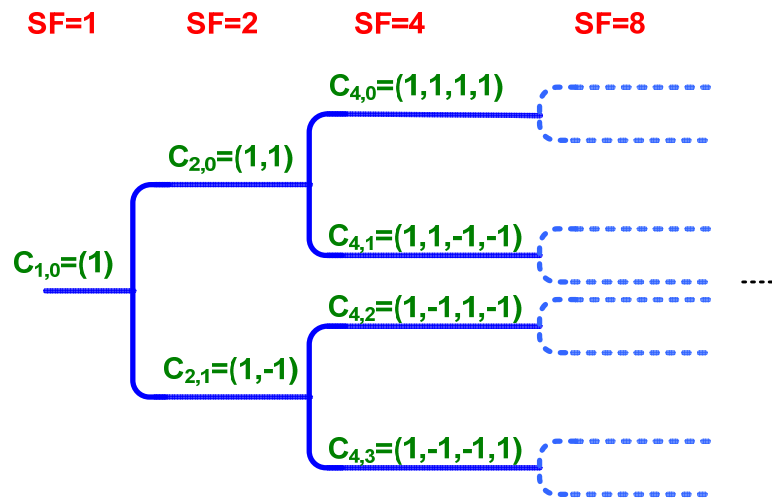 SF=1 SF=2 SF=4 SF=8
C4,0=(1,1,1,1)
C2,0=(1,1)
C4,1=(1,1,-1,-1)
C1,0=(1)
C4,2=(1,-1,1,-1)
C2,1=(1,-1)
C4,3=(1,-1,-1,1)